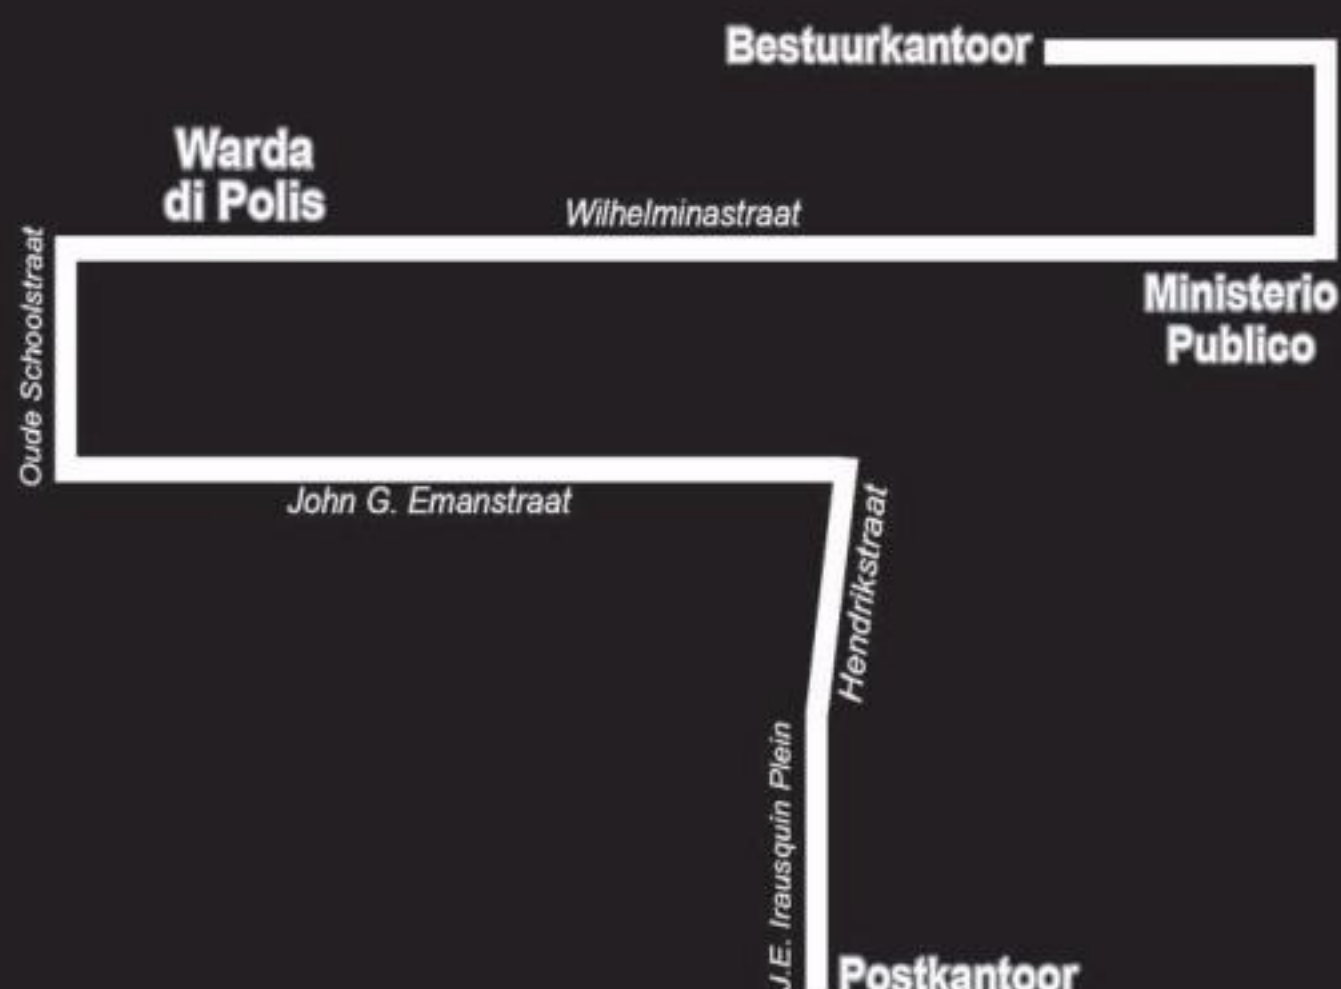 Bestuurkantoor
Warda
di Polis
Wilhelminastraat
Oude Schoolstraat
Ministerio
Publico
John G. Emanstraat
Hendrikstraat
J.E. Irausquin Plein
Postkantoor